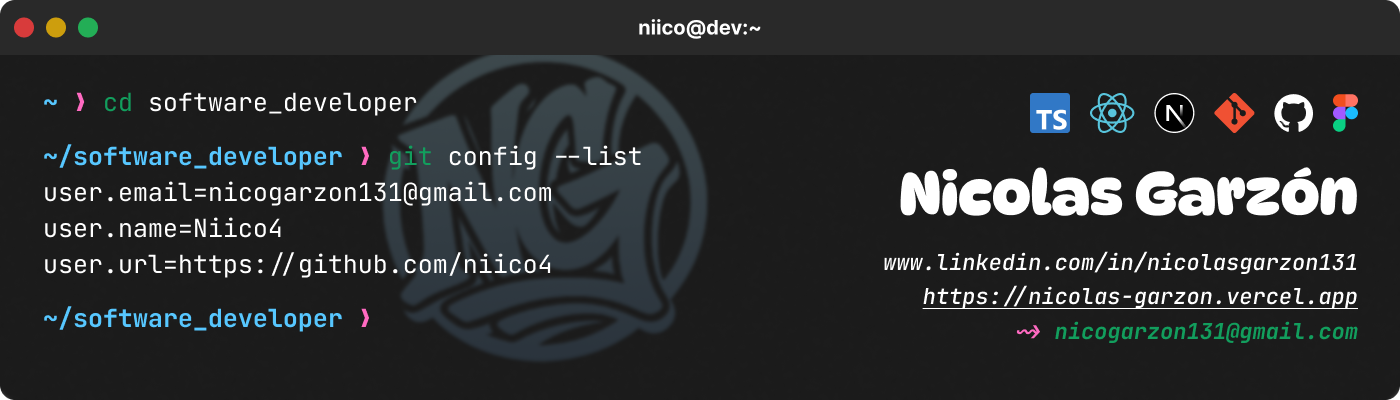 niico@dev:~
~ ❯ cd software_developer
~/software_developer ❯ git config --list
user.email=nicogarzon131@gmail.com
user.name=Niico4
user.url=https://github.com/niico4
~/software_developer ❯
NG
TS
N
Nicolas Garzón
www.linkedin.com/in/nicolasgarzon131
https://nicolas-garzon.vercel.app
⇝ nicogarzon131@gmail.com